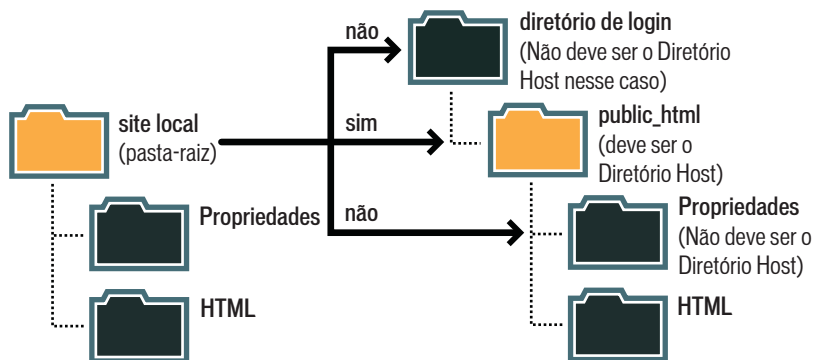 não
diretório de login
(Não deve ser o Diretório
Host nesse caso)
site local
(pasta-raiz)
sim
public_html
(deve ser o
Diretório Host)
Propriedades
não
Propriedades
(Não deve ser o
Diretório Host)
HTML
HTML